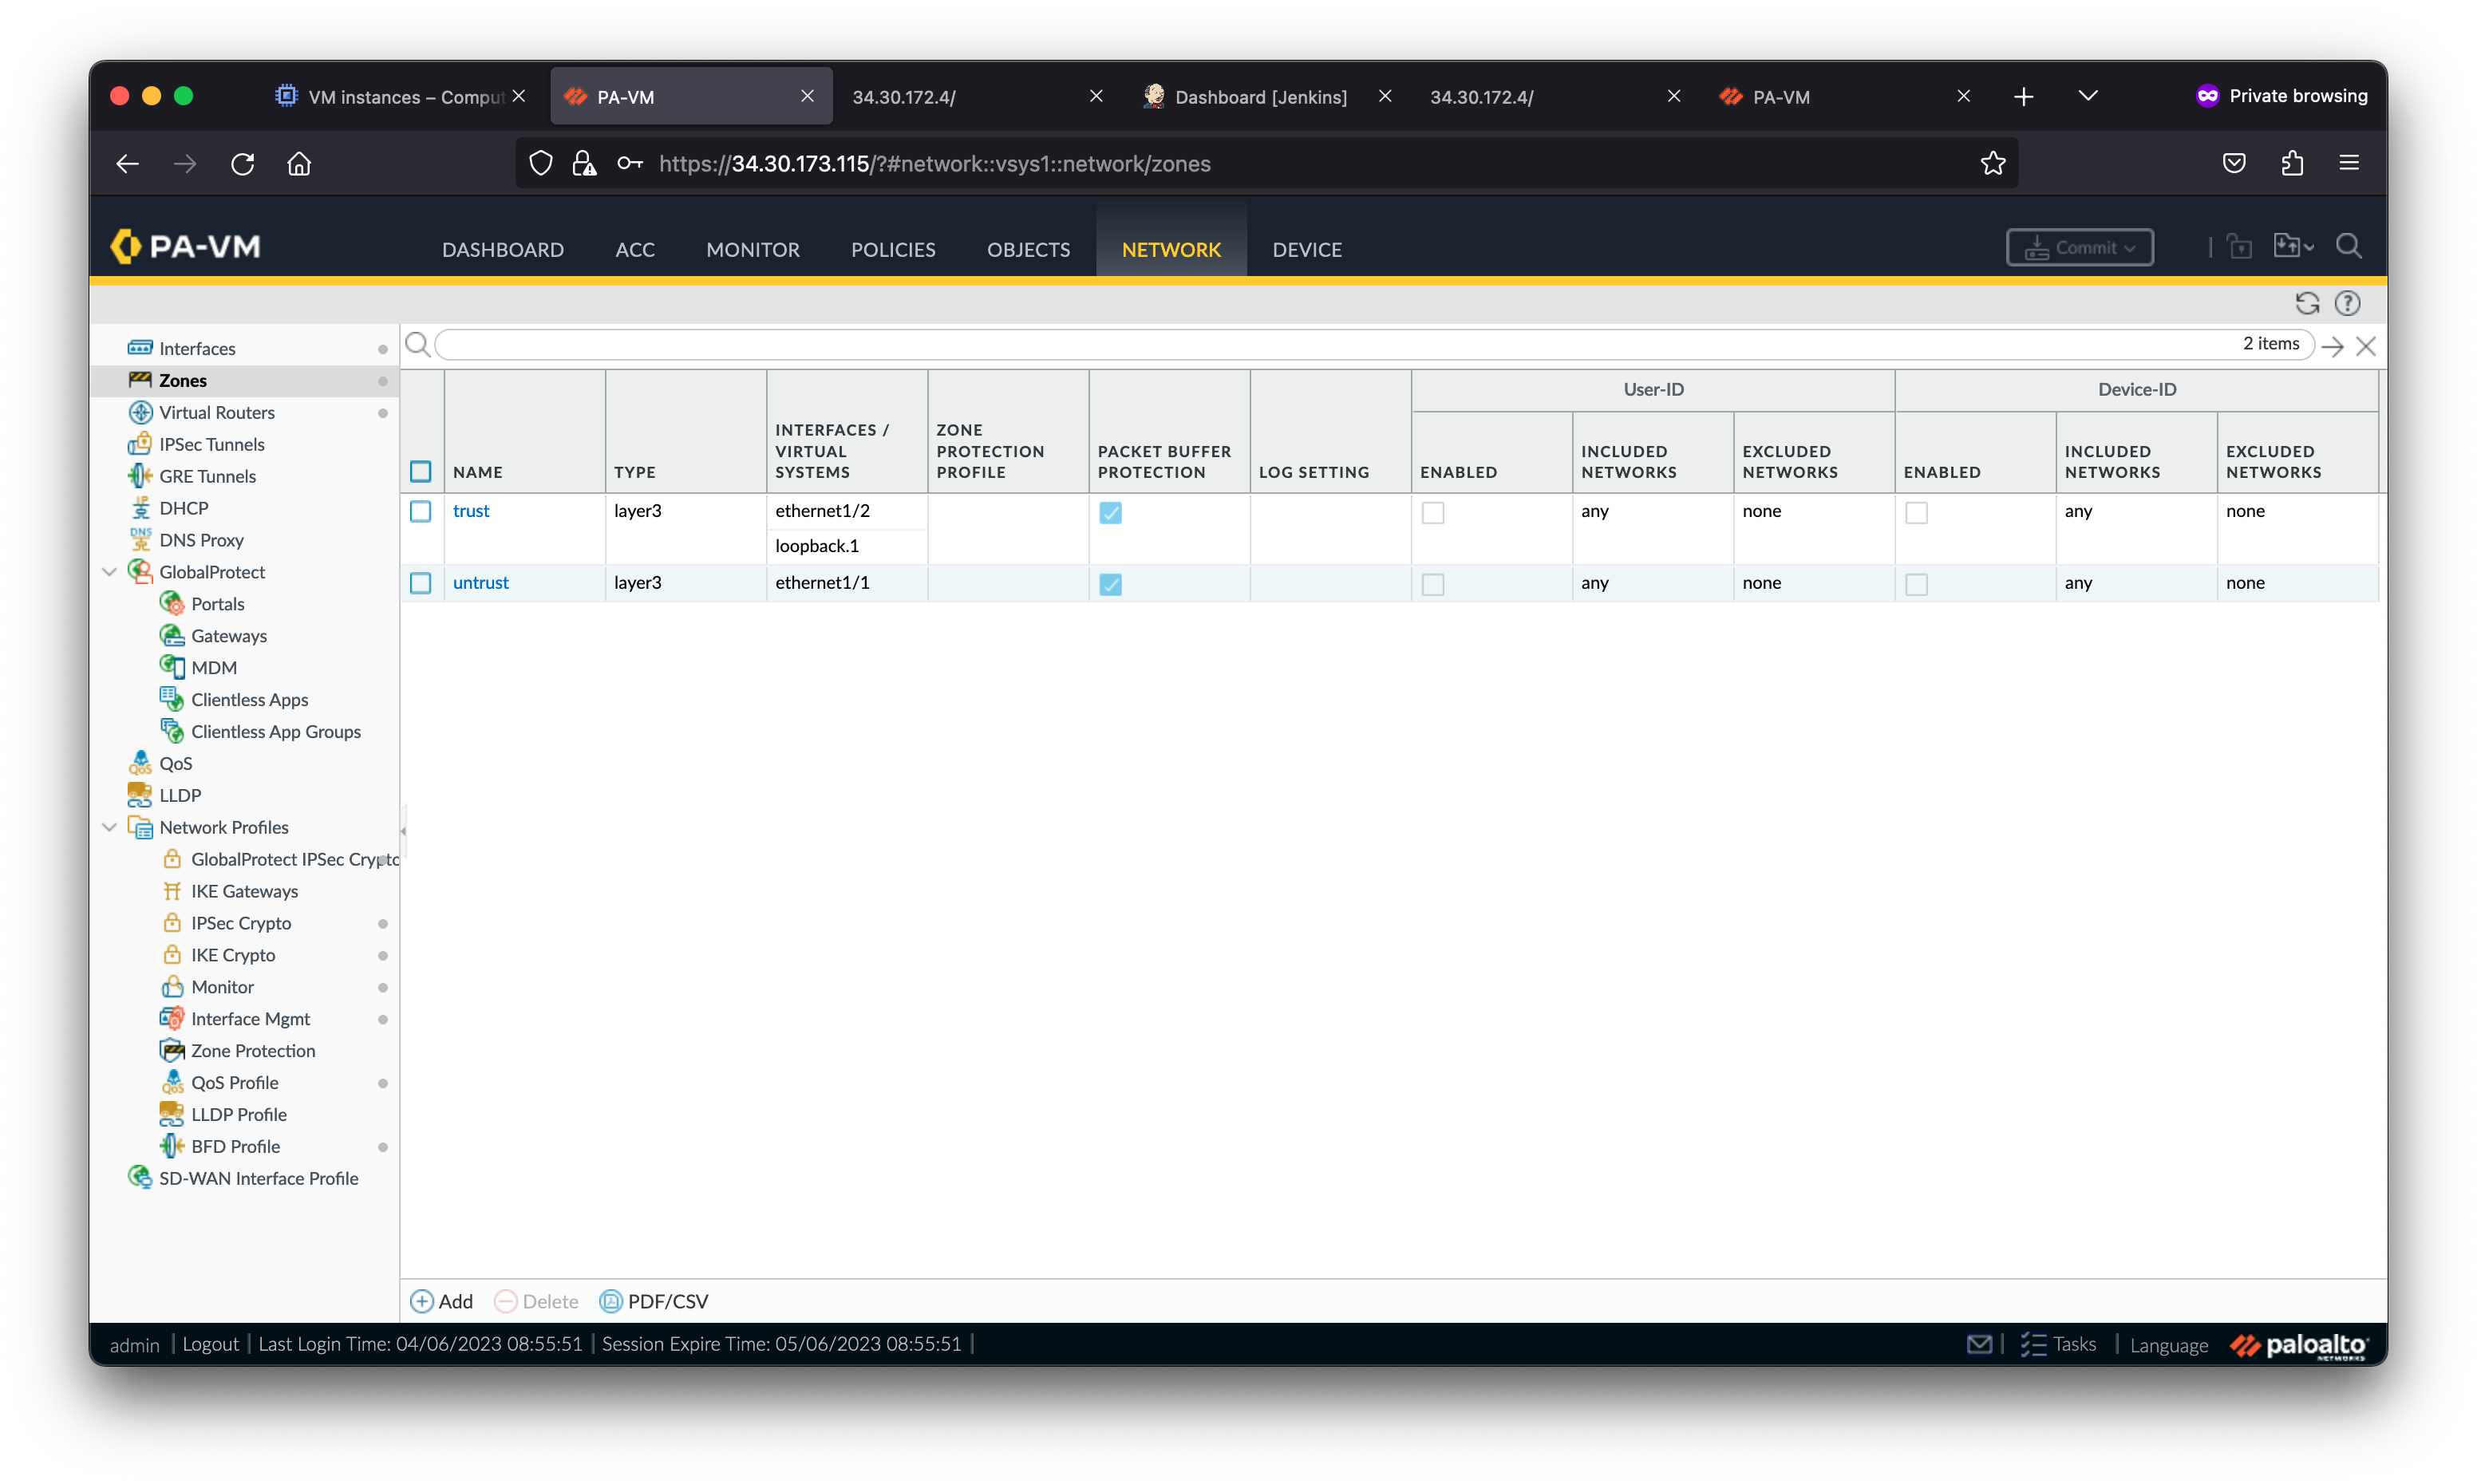 VM instances – Comput
PA-VM
34.30.172.4/
Dashboard [Jenkins]
34.30.172.4/
PA-VM
Private browsing
https://34.30.173.115/?#network::vsys1::network/zones
PA-VM
DASHBOARD
ACC
MONITOR
POLICIES
OBJECTS
NETWORK
DEVICE
Commit
Interfaces
Zones
Virtual Routers
IPSec Tunnels
GRE Tunnels
DHCP
DNS Proxy
GlobalProtect
Portals
Gateways
MDM
Clientless Apps
Clientless App Groups
QoS
LLDP
Network Profiles
GlobalProtect IPSec Crypto
IKE Gateways
IPSec Crypto
IKE Crypto
Monitor
Interface Mgmt
Zone Protection
QoS Profile
LLDP Profile
BFD Profile
SD-WAN Interface Profile
2 items
User-ID
Device-ID
NAME
TYPE
INTERFACES /
VIRTUAL
SYSTEMS
ZONE
PROTECTION
PROFILE
PACKET BUFFER
PROTECTION
LOG SETTING
ENABLED
INCLUDED
NETWORKS
EXCLUDED
NETWORKS
ENABLED
INCLUDED
NETWORKS
EXCLUDED
NETWORKS
trust layer3 ethernet1/2 any none any none
loopback.1
untrust layer3 ethernet1/1 any none any none
Add Delete PDF/CSV
admin | Logout | Last Login Time: 04/06/2023 08:55:51 | Session Expire Time: 05/06/2023 08:55:51 |
Tasks | Language
paloalto
NETWORKS